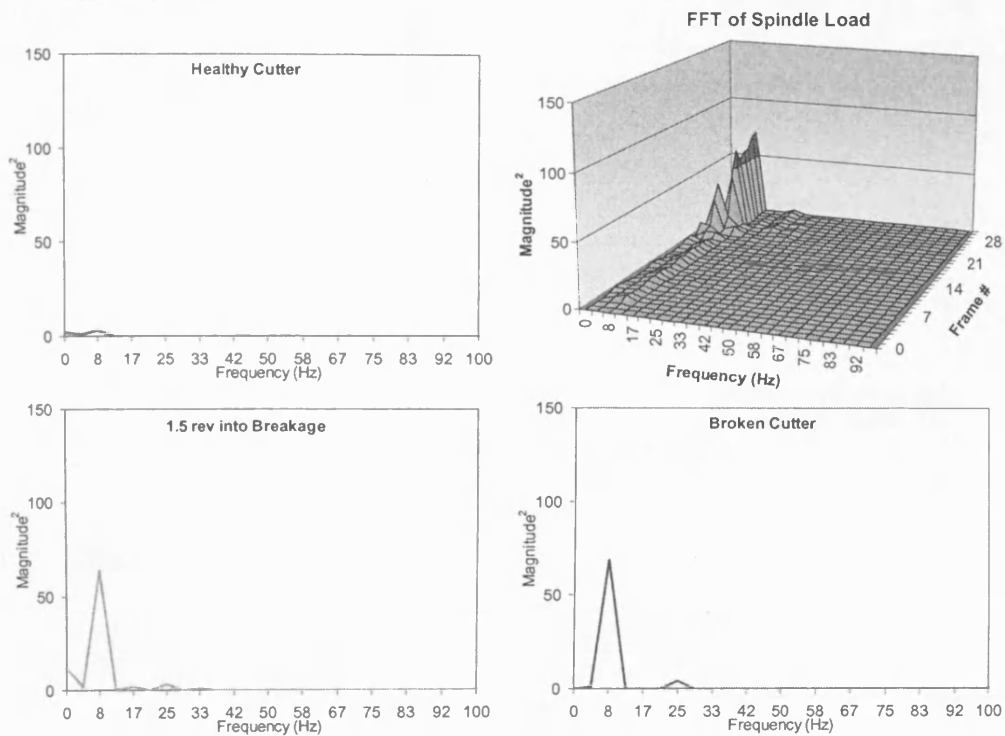 Healthy Cutter
150
100
50
0
Magnitude²
0 8 17 25 33 42 50 58 67 75 83 92 100
Frequency (Hz)
FFT of Spindle Load
150
100
50
0
Magnitude²
0 8 17 25 33 42 50 58 67 75 83 92
Frequency (Hz)
0 7 14 21 28
Frame #
1.5 rev into Breakage
150
100
50
0
Magnitude²
0 8 17 25 33 42 50 58 67 75 83 92 100
Frequency (Hz)
Broken Cutter
150
100
50
0
Magnitude²
0 8 17 25 33 42 50 58 67 75 83 92 100
Frequency (Hz)